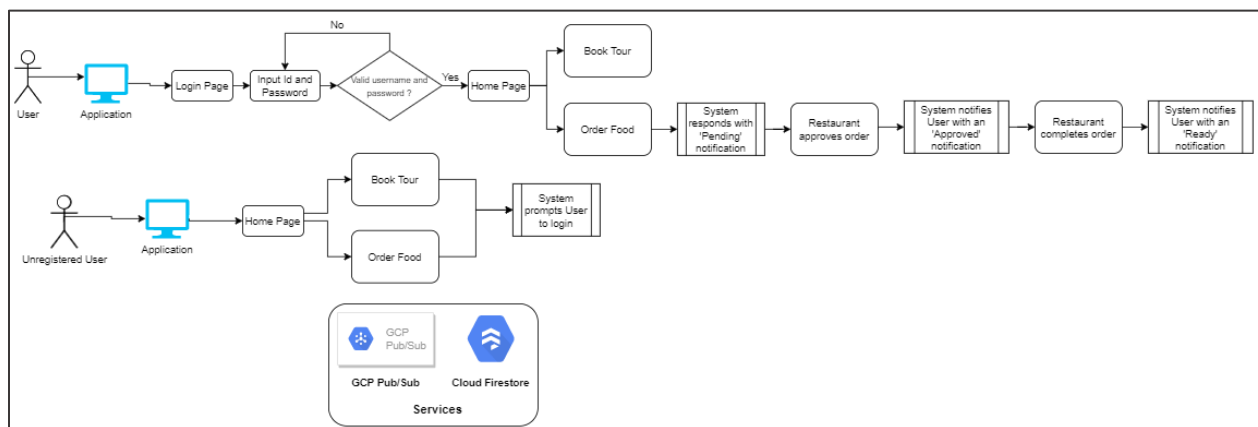 No
Book Tour
User
Application
Login Page
Input Id and
Password
Valid username and
password ?
Yes
Home Page
Order Food
System
responds with
'Pending'
notification
Restaurant
approves order
System notifies
User with an
'Approved'
notification
Restaurant
completes order
System notifies
User with an
'Ready'
notification
Unregistered User
Application
Home Page
Book Tour
Order Food
System
prompts User
to login
GCP
Pub/Sub
GCP Pub/Sub
Cloud Firestore
Services